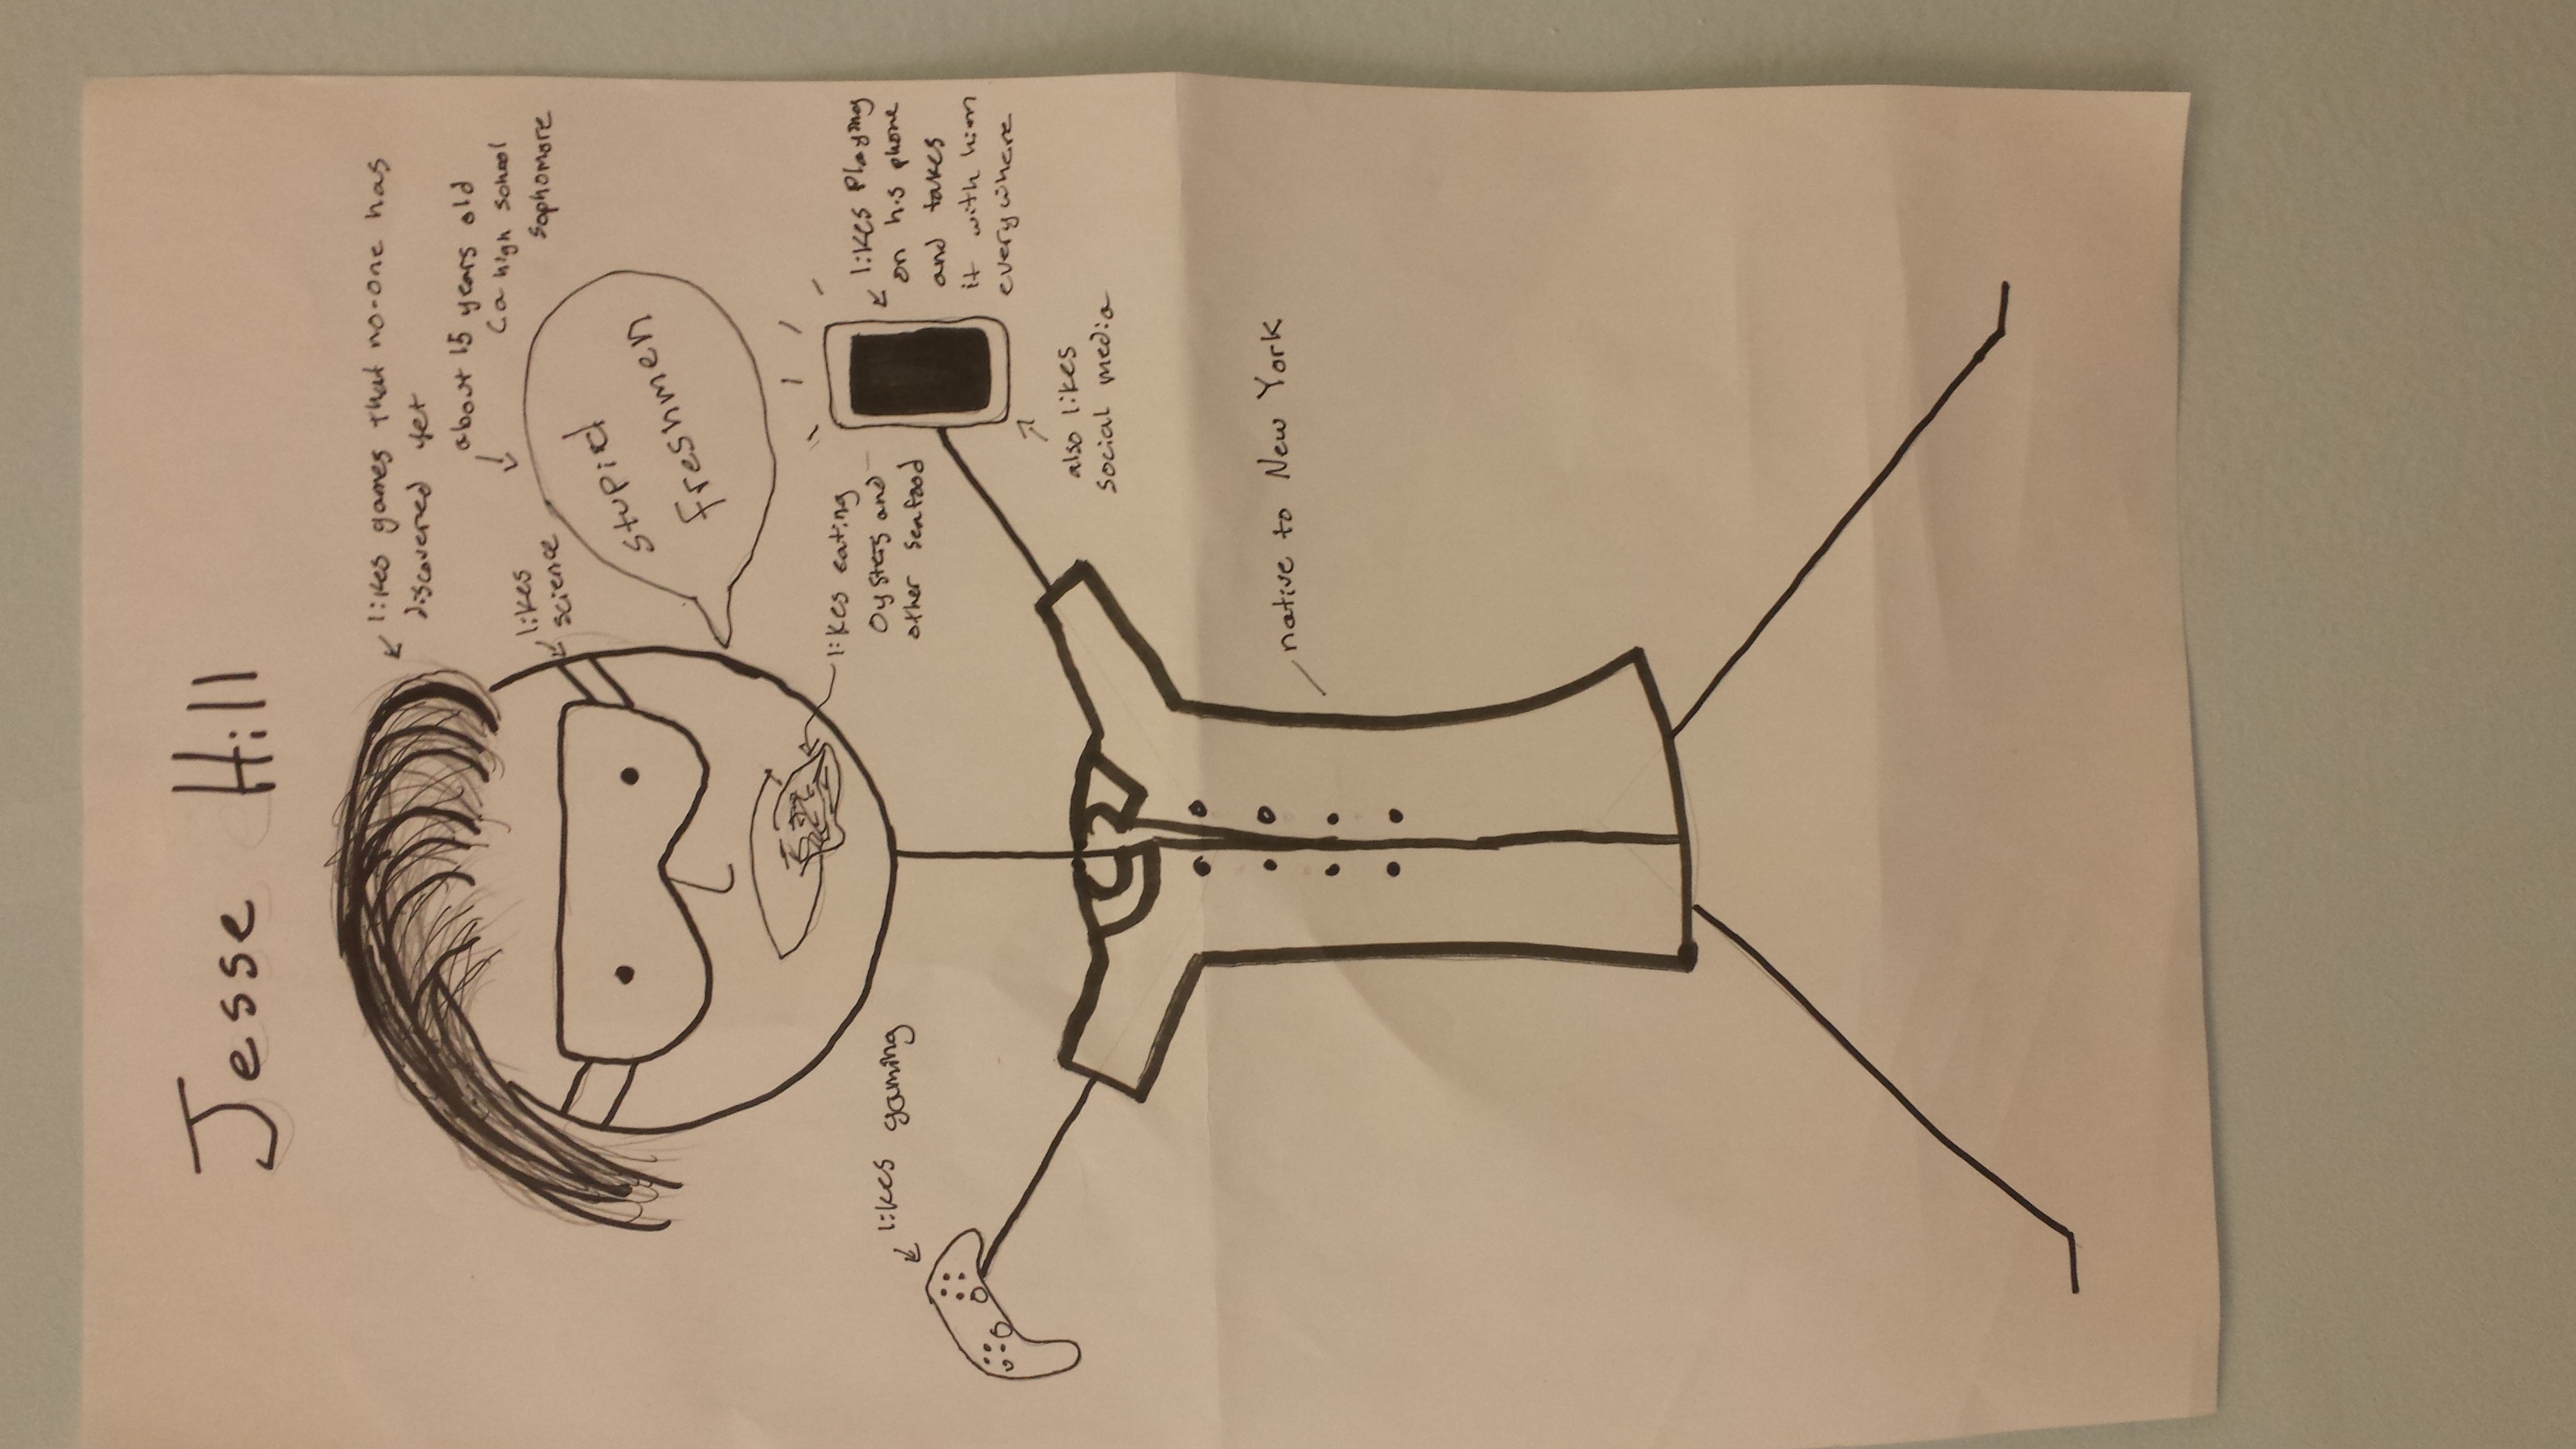 Jesse Hill
likes games that no-one has
discovered yet
about 15 years old
(a high school
sophomore
likes
science
stupid
freshmen
likes eating
oysters and
other seafood
likes gaming
likes Playing
on his phone
and takes
it with him
everywhere
also likes
social media
native to New York